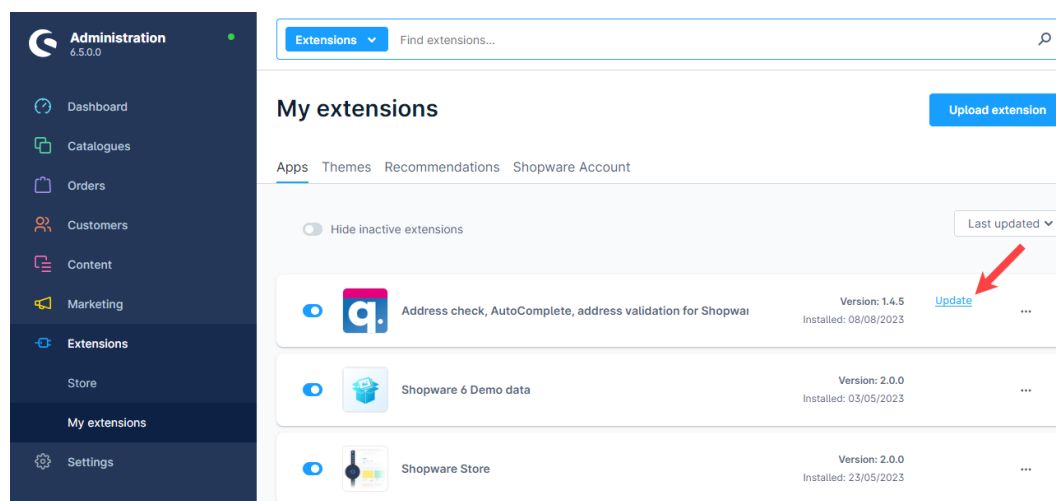 Administration
6.5.0.0
Dashboard
Catalogues
Orders
Customers
Content
Marketing
Extensions
Store
My extensions
Settings
Extensions
Find extensions...
My extensions
Upload extension
Apps Themes Recommendations Shopware Account
Hide inactive extensions
Last updated
q.
Address check, AutoComplete, address validation for Shopwar
Version: 1.4.5
Installed: 08/08/2023
Update
Shopware 6 Demo data
Version: 2.0.0
Installed: 03/05/2023
Shopware Store
Version: 2.0.0
Installed: 23/05/2023